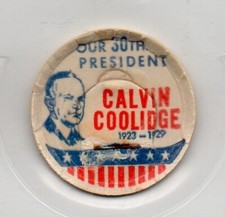 OUR 30TH
PRESIDENT
CALVIN
COOLIDGE
1923 - 1929